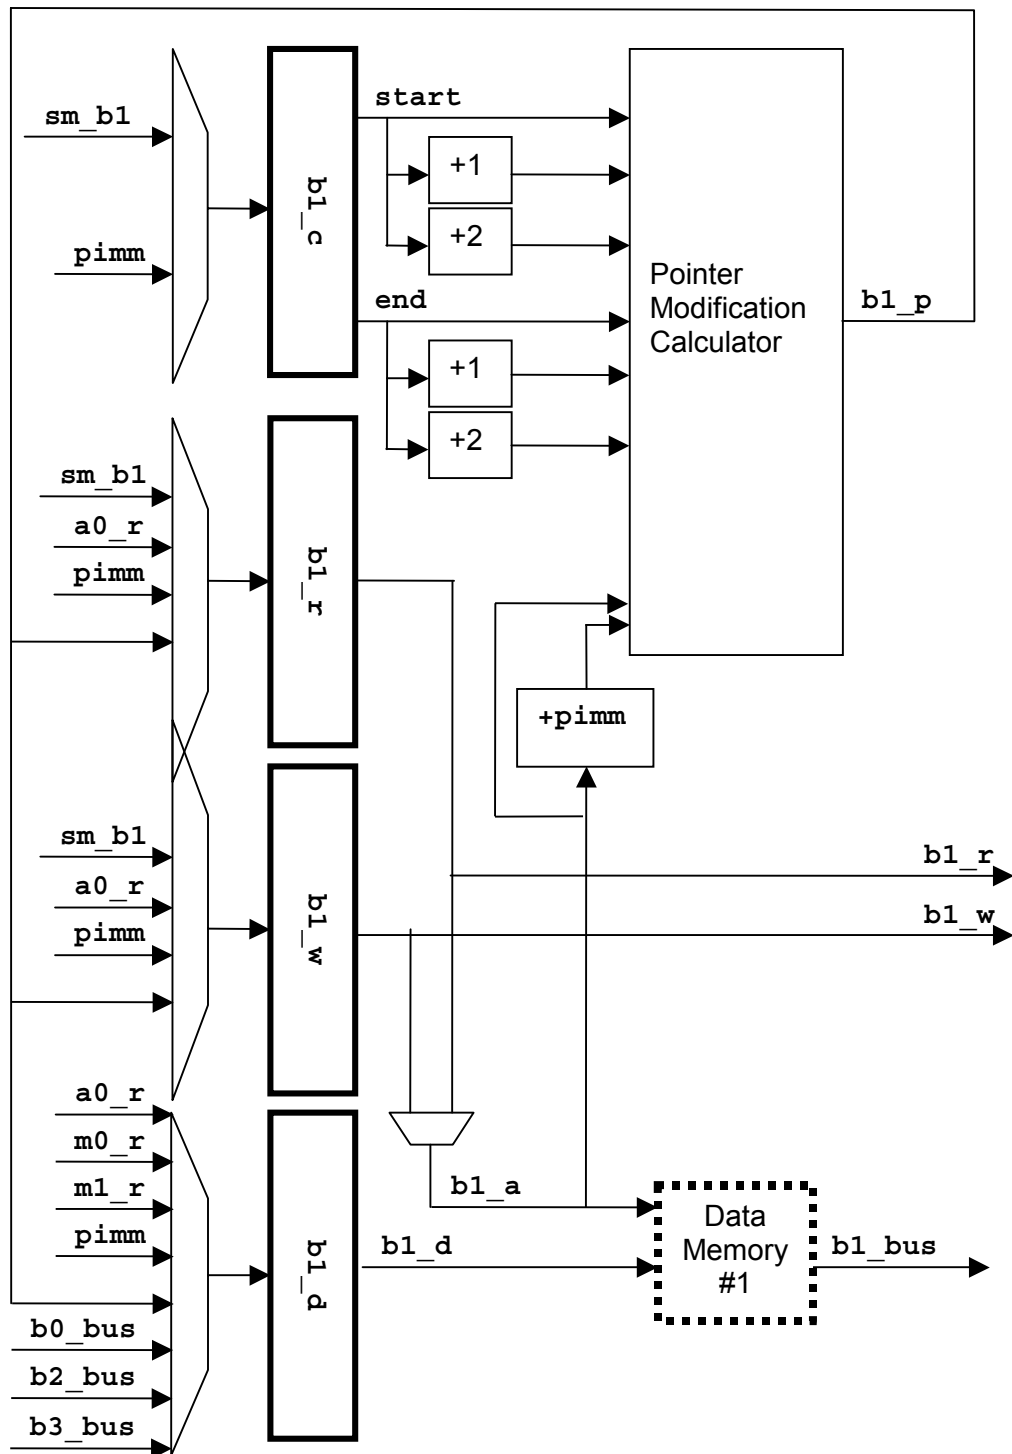 sm_b1
pimm
b1_c
start
+1
+2
end
+1
+2
Pointer
Modification
Calculator
b1_p
sm_b1
a0_r
pimm
b1_r
+pimm
sm_b1
a0_r
pimm
b1_w
b1_r
b1_w
a0_r
m0_r
m1_r
pimm
b0_bus
b2_bus
b3_bus
b1_d
b1_a
b1_d
Data
Memory
#1
b1_bus